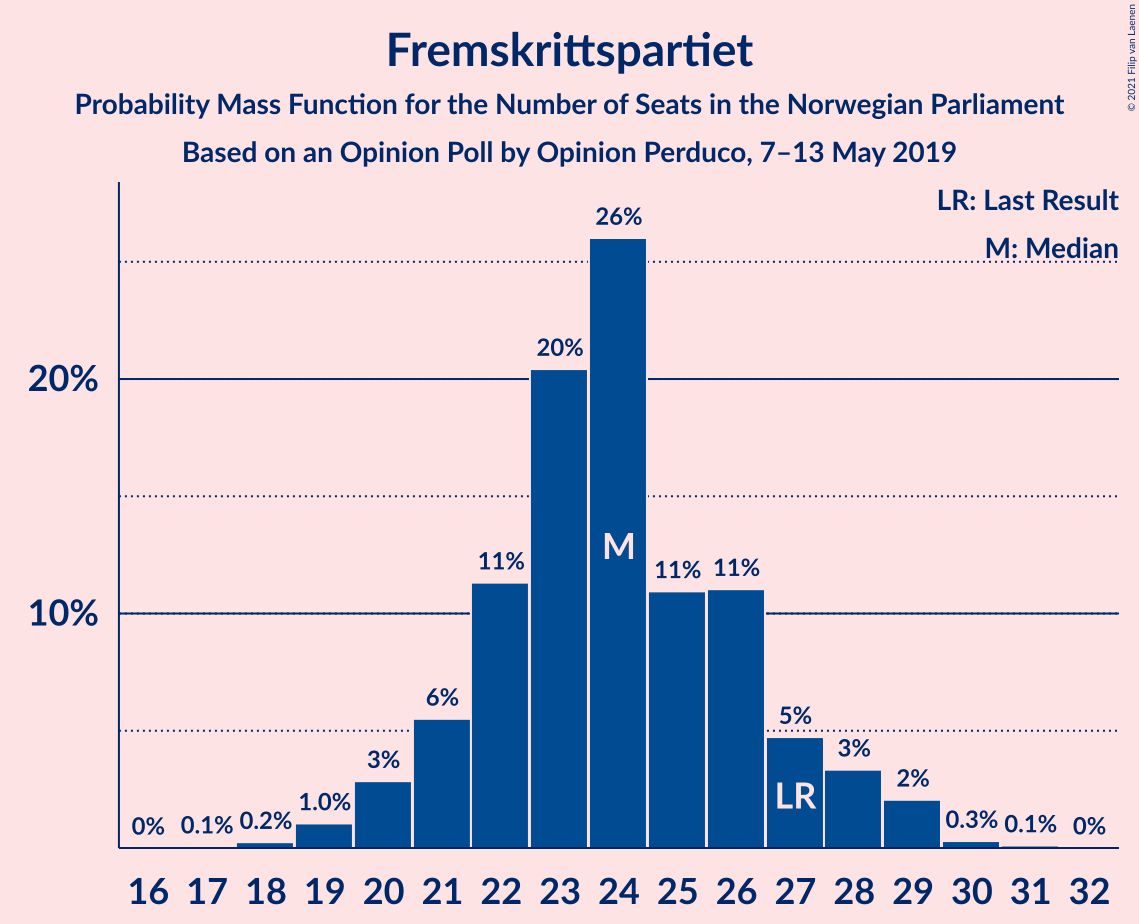 © 2021 Filip van Laenen
Fremskrittspartiet
Probability Mass Function for the Number of Seats in the Norwegian Parliament
Based on an Opinion Poll by Opinion Perduco, 7–13 May 2019
LR: Last Result
M: Median
20%
10%
0%
0.1%
0.2%
1.0%
3%
6%
11%
20%
26%
11%
11%
5%
3%
2%
0.3%
0.1%
0%
M
LR
16 17 18 19 20 21 22 23 24 25 26 27 28 29 30 31 32